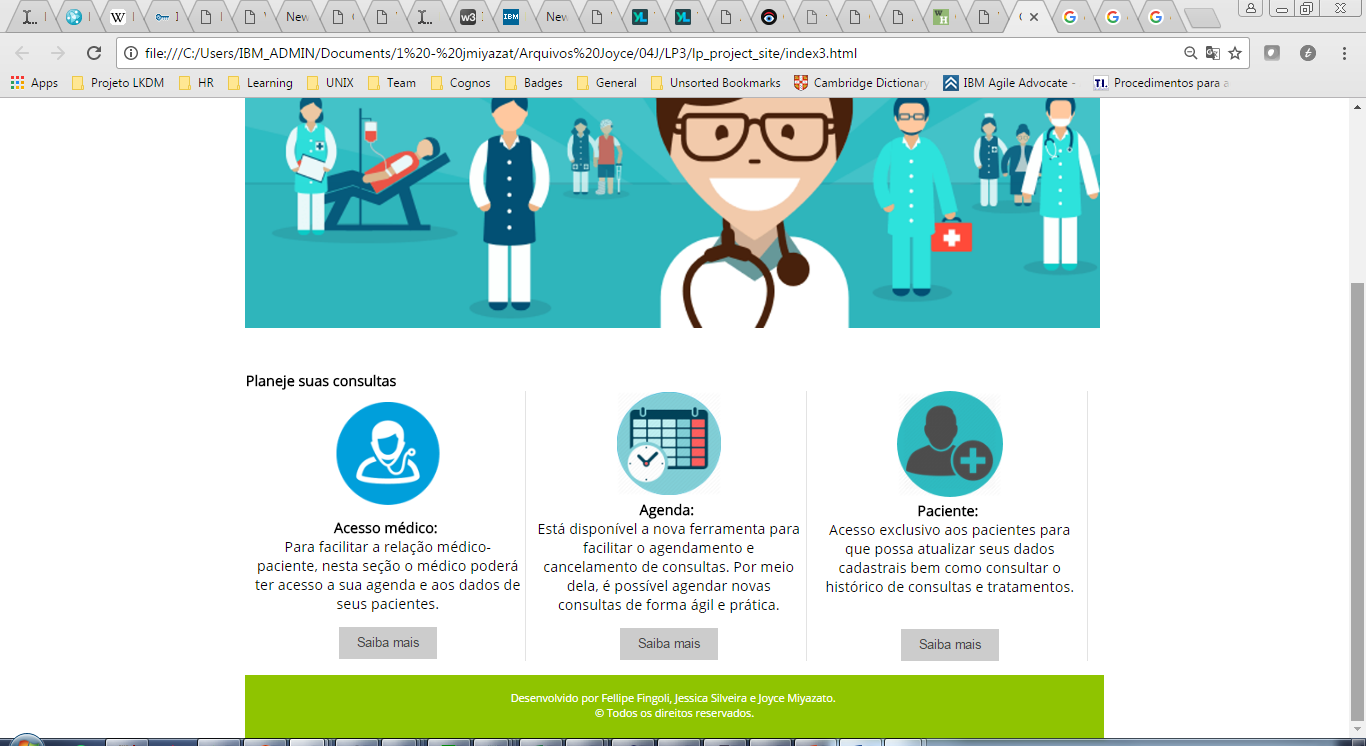 New
w3
IBM
New
file:///C:/Users/IBM_ADMIN/Documents/1%20-%20jmiyazat/Arquivos%20Joyce/04J/LP3/lp_project_site/index3.html
Apps Projeto LKDM HR Learning UNIX Team Cognos Badges General Unsorted Bookmarks Cambridge Dictionary IBM Agile Advocate - TI. Procedimentos para a
Planeje suas consultas
Acesso médico:
Para facilitar a relação médico-
paciente, nesta seção o médico poderá
ter acesso a sua agenda e aos dados de
seus pacientes.
Saiba mais
Agenda:
Está disponível a nova ferramenta para
facilitar o agendamento e
cancelamento de consultas. Por meio
dela, é possível agendar novas
consultas de forma ágil e prática.
Saiba mais
Paciente:
Acesso exclusivo aos pacientes para
que possa atualizar seus dados
cadastrais bem como consultar o
histórico de consultas e tratamentos.
Saiba mais
Desenvolvido por Fellipe Fingoli, Jessica Silveira e Joyce Miyazato.
© Todos os direitos reservados.